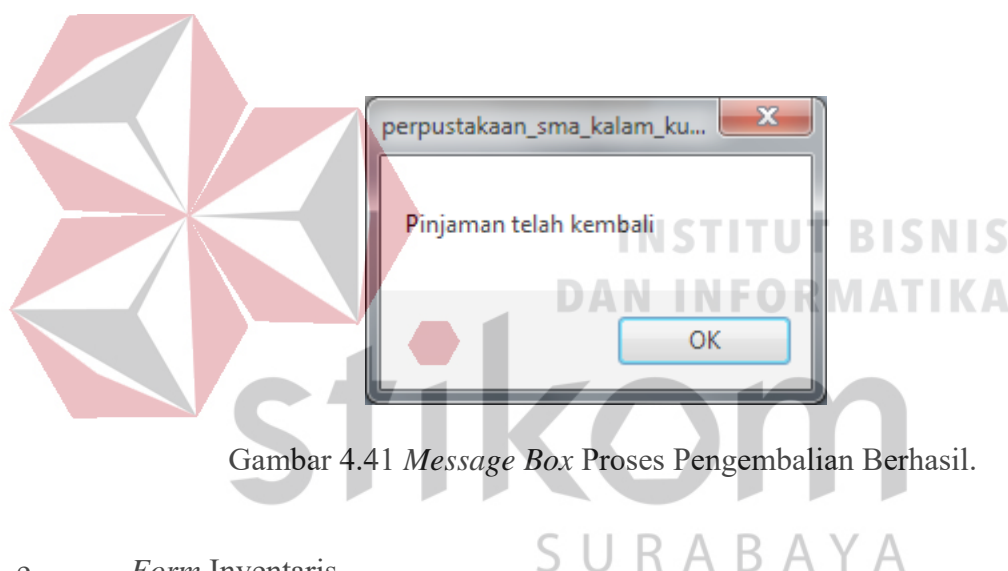 perpustakaan_sma_kalam_ku...
Pinjaman telah kembali
INSTITUT BISNIS
DAN INFORMATIKA
OK
stikom
Gambar 4.41 Message Box Proses Pengembalian Berhasil.
SURABAYA
e. Form Inventaris